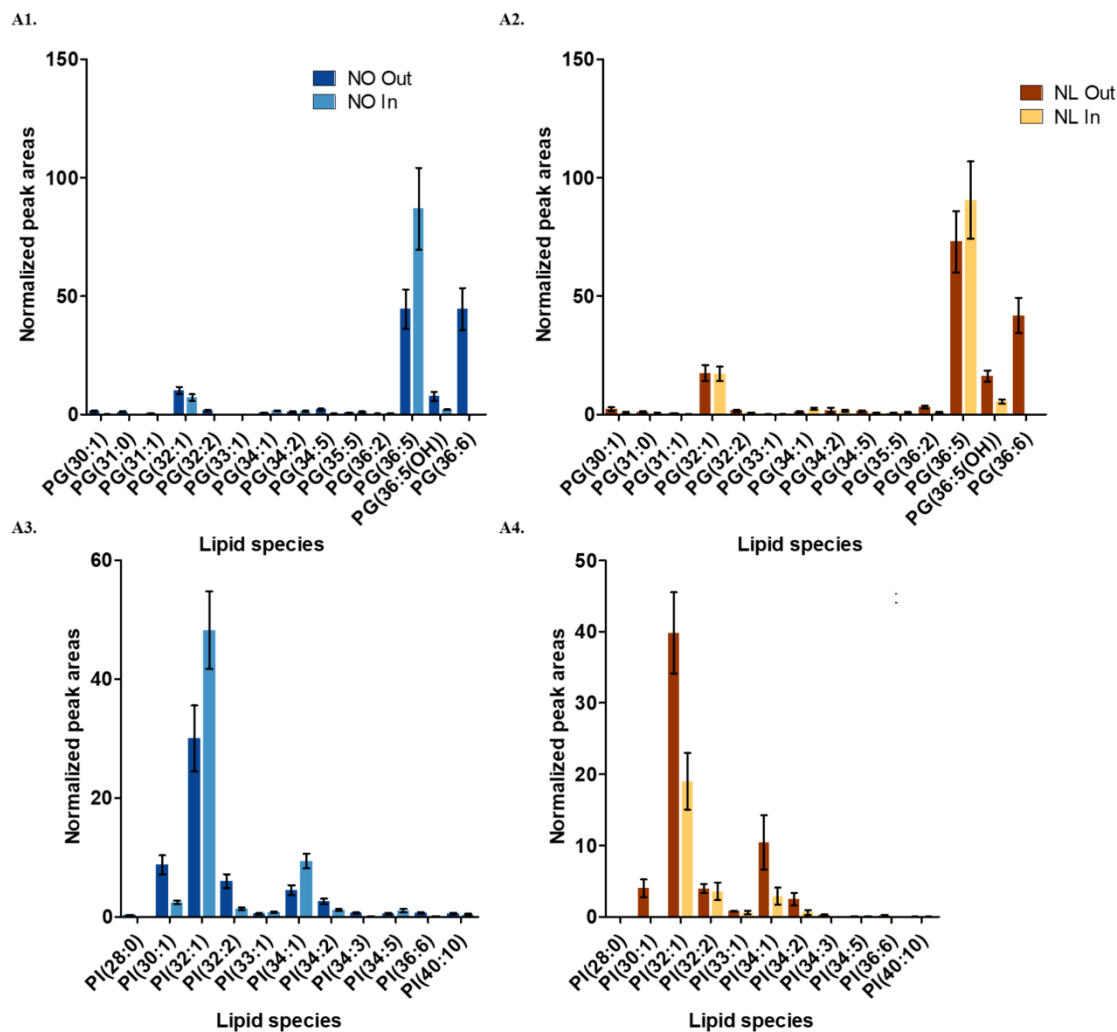 A1.
150
100
50
0
Normalized peak areas
NO Out
NO In
PG(30:1)
PG(31:0)
PG(31:1)
PG(32:1)
PG(32:2)
PG(33:1)
PG(34:1)
PG(34:2)
PG(34:5)
PG(35:5)
PG(36:2)
PG(36:5)
PG(36:5(OH))
PG(36:6)
Lipid species
A2.
150
100
50
0
Normalized peak areas
NL Out
NL In
PG(30:1)
PG(31:0)
PG(31:1)
PG(32:1)
PG(32:2)
PG(33:1)
PG(34:1)
PG(34:2)
PG(34:5)
PG(35:5)
PG(36:2)
PG(36:5)
PG(36:5(OH))
PG(36:6)
Lipid species
A3.
60
40
20
0
Normalized peak areas
PI(28:0)
PI(30:1)
PI(32:1)
PI(32:2)
PI(33:1)
PI(34:1)
PI(34:2)
PI(34:3)
PI(34:5)
PI(36:6)
PI(40:10)
Lipid species
A4.
50
40
30
20
10
0
Normalized peak areas
:
PI(28:0)
PI(30:1)
PI(32:1)
PI(32:2)
PI(33:1)
PI(34:1)
PI(34:2)
PI(34:3)
PI(34:5)
PI(36:6)
PI(40:10)
Lipid species